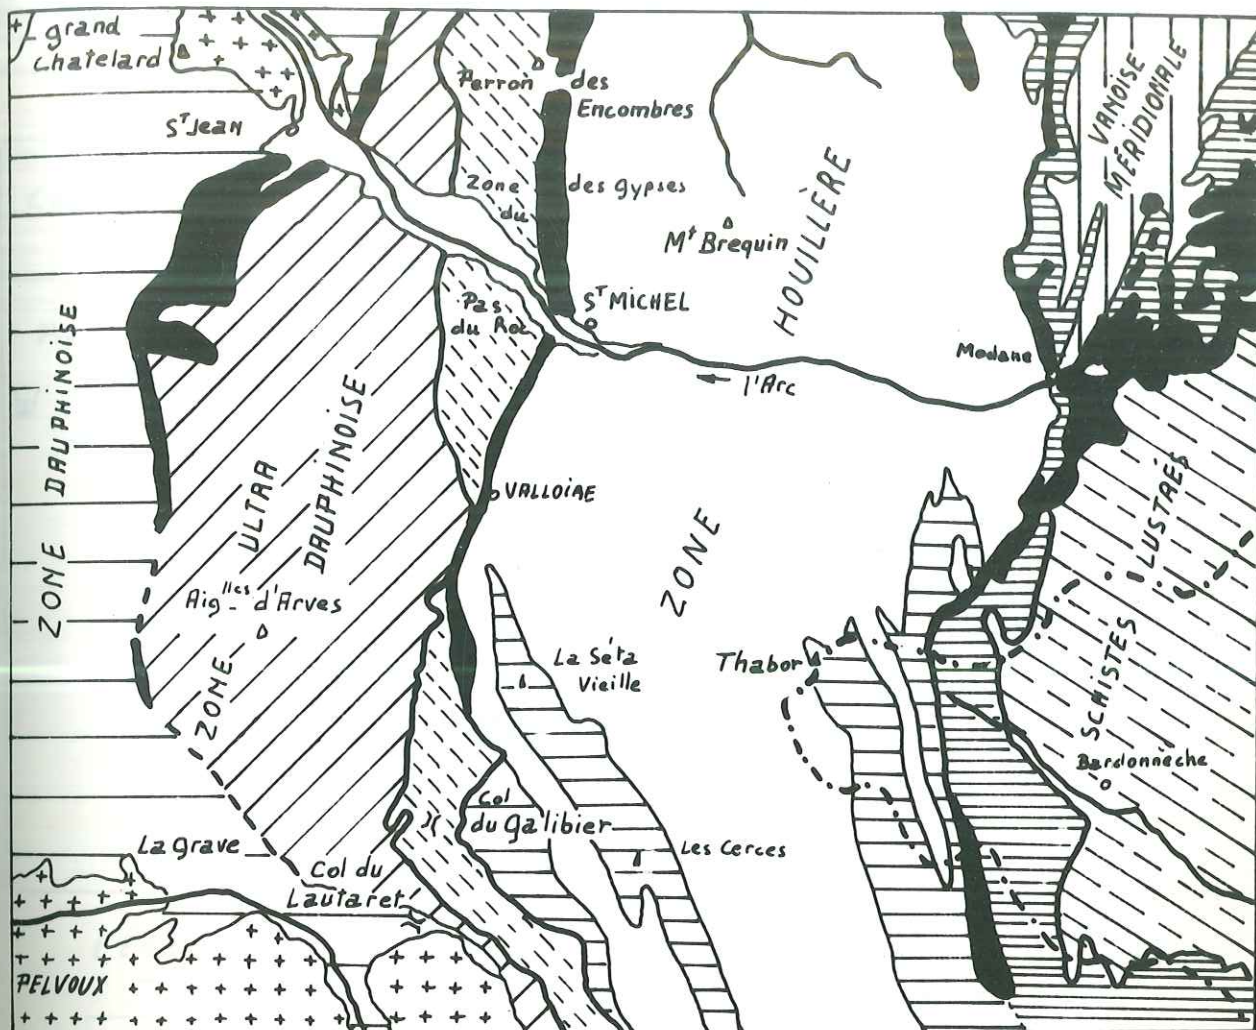 grand
Chatelard
Sᵀ Jean
Perron des
Encombres
Zone des gypses
du
Pas
du Roc
Mᵗ Brequin
Sᵀ MICHEL
HOUILLÈRE
ZONE
VANOISE
MÉRIDIONALE
Modane
l'Arc
ZONE DAUPHINOISE
ZONE ULTRA
DAUPHINOISE
VALLOIRE
Aigˡˡᵉˢ d'Arves
La Séta
Vieille
Thabor
SCHISTES LUSTRÉS
Bardonnèche
Col
du Galibier
Les Cerces
La Grave
Col du
Lautaret
PELVOUX